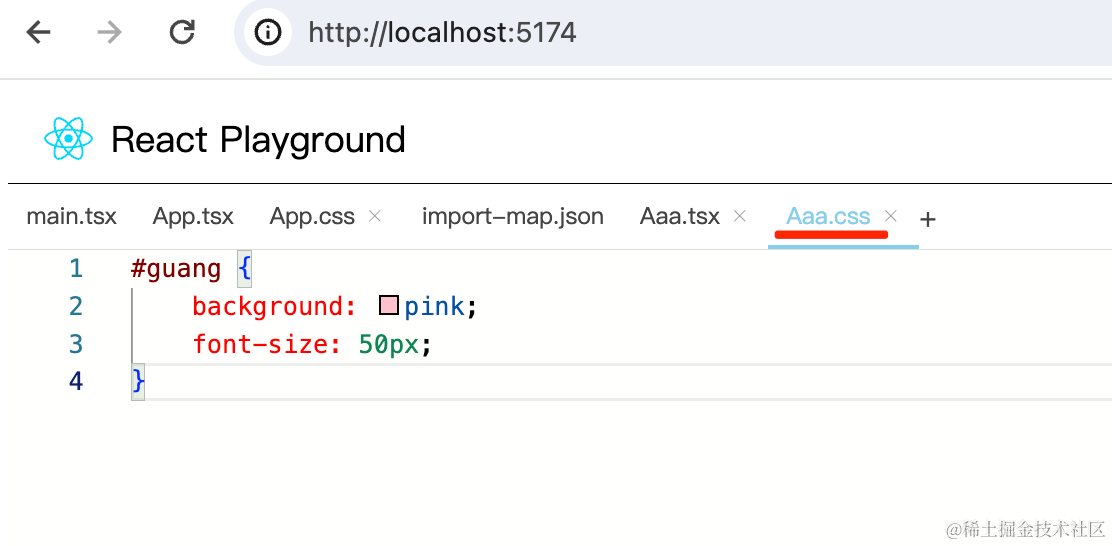 http://localhost:5174
React Playground
main.tsx App.tsx App.css × import-map.json Aaa.tsx × Aaa.css × +
1 #guang {
2 background: pink;
3 font-size: 50px;
4 }
@稀土掘金技术社区